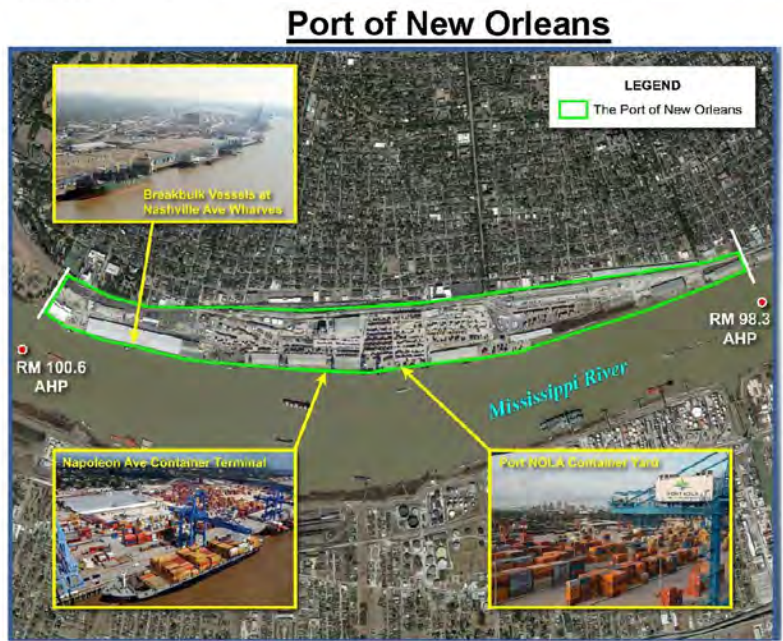 Port of New Orleans
LEGEND
The Port of New Orleans
Breakbulk Vessels at
Nashville Ave Wharves
RM 100.6
AHP
RM 98.3
AHP
Mississippi River
Napoleon Ave Container Terminal
Port NOLA Container Yard
PORT NOLA